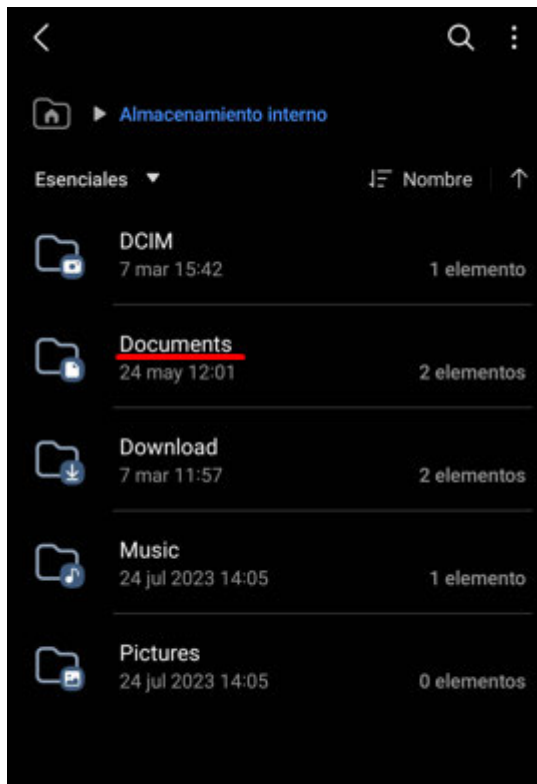 Almacenamiento interno
Esenciales Nombre
DCIM
7 mar 15:42 1 elemento
Documents
24 may 12:01 2 elementos
Download
7 mar 11:57 2 elementos
Music
24 jul 2023 14:05 1 elemento
Pictures
24 jul 2023 14:05 0 elementos